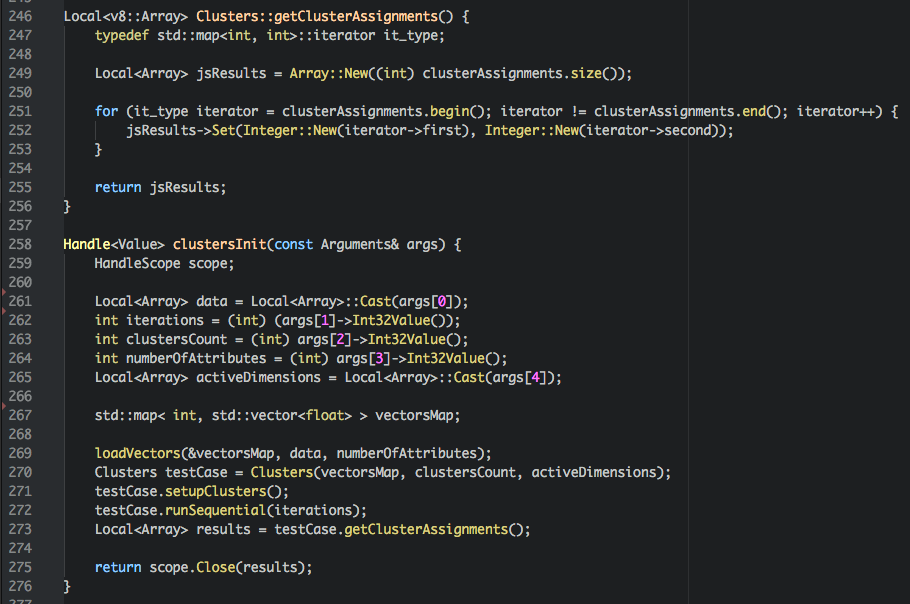 246 Local<v8::Array> Clusters::getClusterAssignments() {
247     typedef std::map<int, int>::iterator it_type;
248
249     Local<Array> jsResults = Array::New((int) clusterAssignments.size());
250
251     for (it_type iterator = clusterAssignments.begin(); iterator != clusterAssignments.end(); iterator++) {
252         jsResults->Set(Integer::New(iterator->first), Integer::New(iterator->second));
253     }
254
255     return jsResults;
256 }
257
258 Handle<Value> clustersInit(const Arguments& args) {
259     HandleScope scope;
260
261     Local<Array> data = Local<Array>::Cast(args[0]);
262     int iterations = (int) (args[1]->Int32Value());
263     int clustersCount = (int) args[2]->Int32Value();
264     int numberOfAttributes = (int) args[3]->Int32Value();
265     Local<Array> activeDimensions = Local<Array>::Cast(args[4]);
266
267     std::map< int, std::vector<float> > vectorsMap;
268
269     loadVectors(&vectorsMap, data, numberOfAttributes);
270     Clusters testCase = Clusters(vectorsMap, clustersCount, activeDimensions);
271     testCase.setupClusters();
272     testCase.runSequential(iterations);
273     Local<Array> results = testCase.getClusterAssignments();
274
275     return scope.Close(results);
276 }